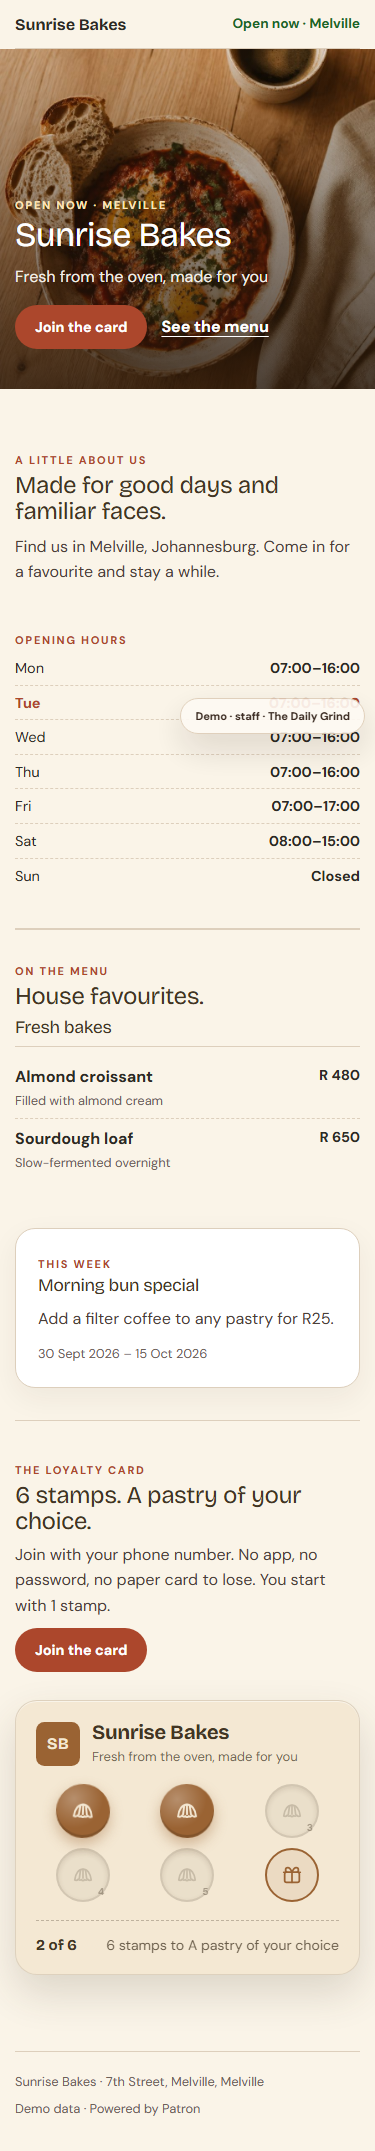 Sunrise Bakes
Open now · Melville
OPEN NOW · MELVILLE
Sunrise Bakes
Fresh from the oven, made for you
Join the card
See the menu
A LITTLE ABOUT US
Made for good days and
familiar faces.
Find us in Melville, Johannesburg. Come in for
a favourite and stay a while.
OPENING HOURS
Mon 07:00–16:00
Tue 07:00–16:00
Demo · staff · The Daily Grind
Wed 07:00–16:00
Thu 07:00–16:00
Fri 07:00–17:00
Sat 08:00–15:00
Sun Closed
ON THE MENU
House favourites.
Fresh bakes
Almond croissant R 480
Filled with almond cream
Sourdough loaf R 650
Slow-fermented overnight
THIS WEEK
Morning bun special
Add a filter coffee to any pastry for R25.
30 Sept 2026 – 15 Oct 2026
THE LOYALTY CARD
6 stamps. A pastry of your
choice.
Join with your phone number. No app, no
password, no paper card to lose. You start
with 1 stamp.
Join the card
SB
Sunrise Bakes
Fresh from the oven, made for you
3
4
5
2 of 6
6 stamps to A pastry of your choice
Sunrise Bakes · 7th Street, Melville, Melville
Demo data · Powered by Patron